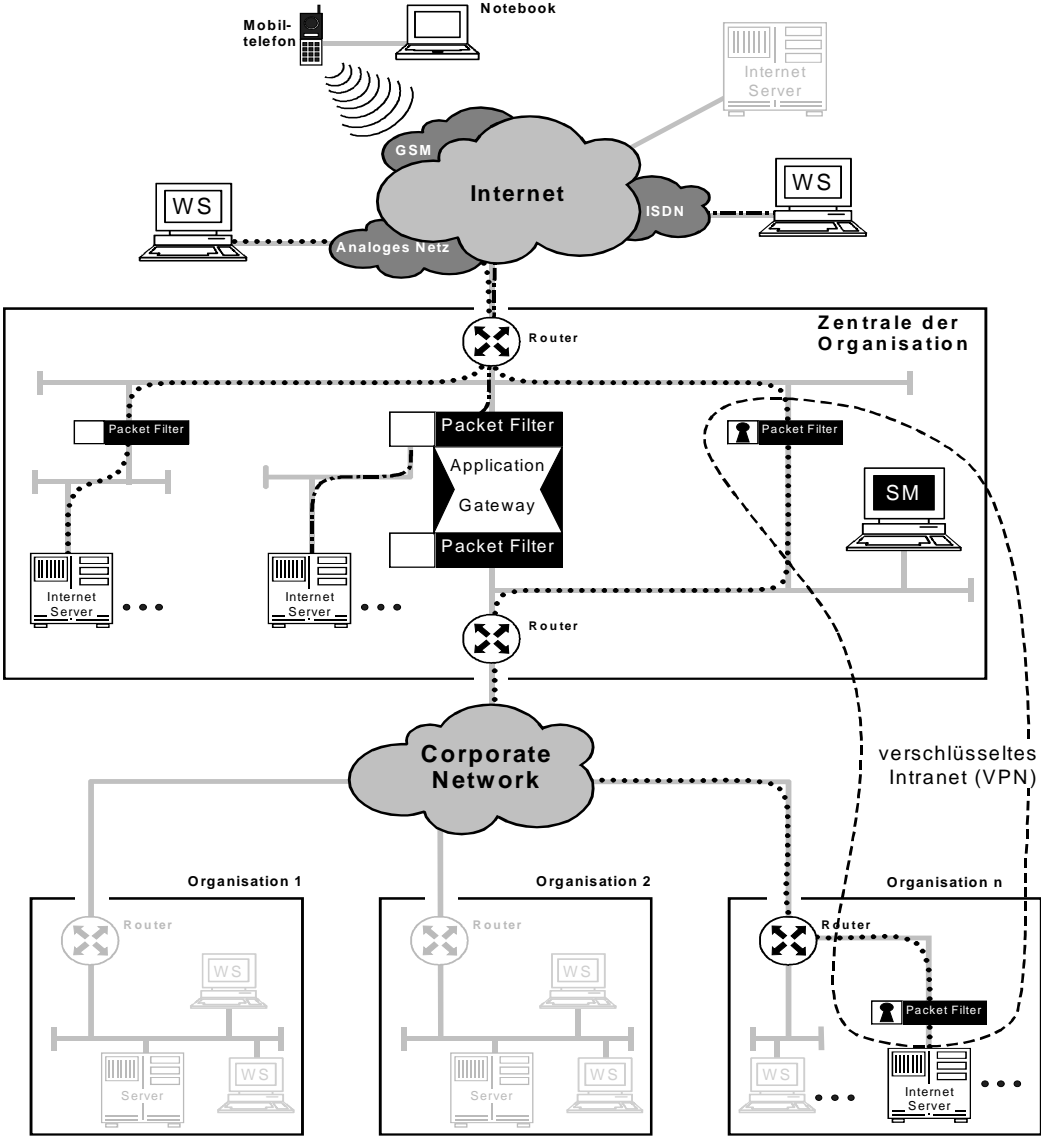 Notebook
Mobil-
telefon
Internet
Server
GSM
Internet
WS
WS
ISDN
Analoges Netz
Zentrale der
Organisation
Router
Packet Filter
Packet Filter
Packet Filter
Application
Gateway
SM
Packet Filter
Internet
Server
Internet
Server
Router
Corporate
Network
verschlüsseltes
Intranet (VPN)
Organisation 1
Organisation 2
Organisation n
Router
Router
Router
WS
WS
Packet Filter
Server
WS
Server
WS
WS
Internet
Server